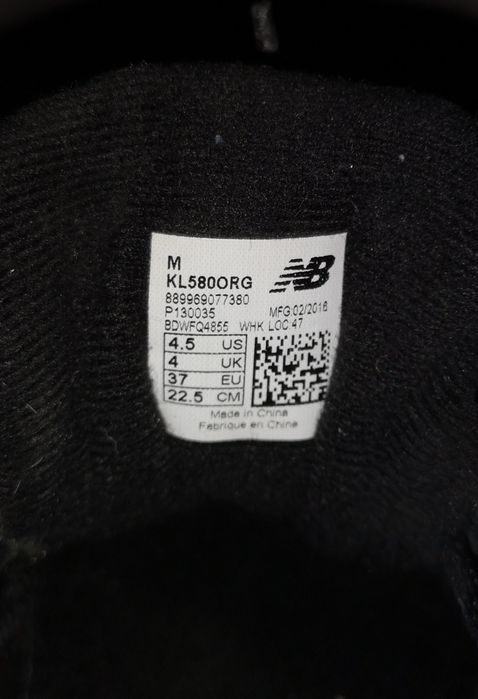 M
KL580ORG
NB
889969077380
P130035 MFG:02/2016
BDWFQ4855 WHK LOC:47
4.5 US
4 UK
37 EU
22.5 CM
Made in China
Fabriqué en Chine